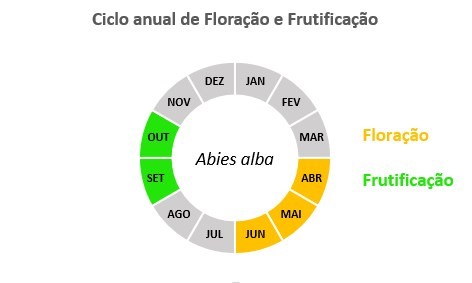 Ciclo anual de Floração e Frutificação
DEZ
JAN
NOV
FEV
OUT
MAR
Floração
Abies alba
SET
ABR
Frutificação
AGO
MAI
JUL
JUN